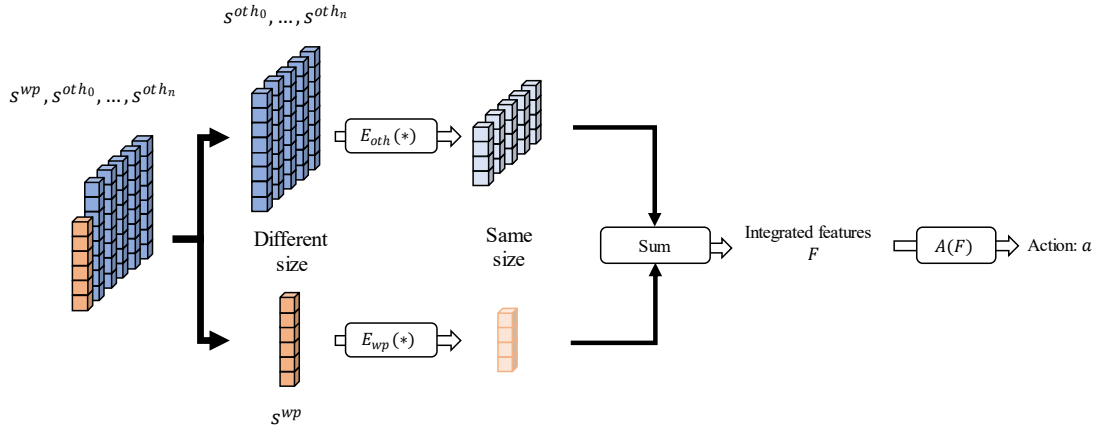 s^{oth_0}, ..., s^{oth_n}
s^{wp}, s^{oth_0}, ..., s^{oth_n}
E_{oth}(*)
Different
size
Same
size
Sum
Integrated features
F
A(F)
Action: a
E_{wp}(*)
s^{wp}